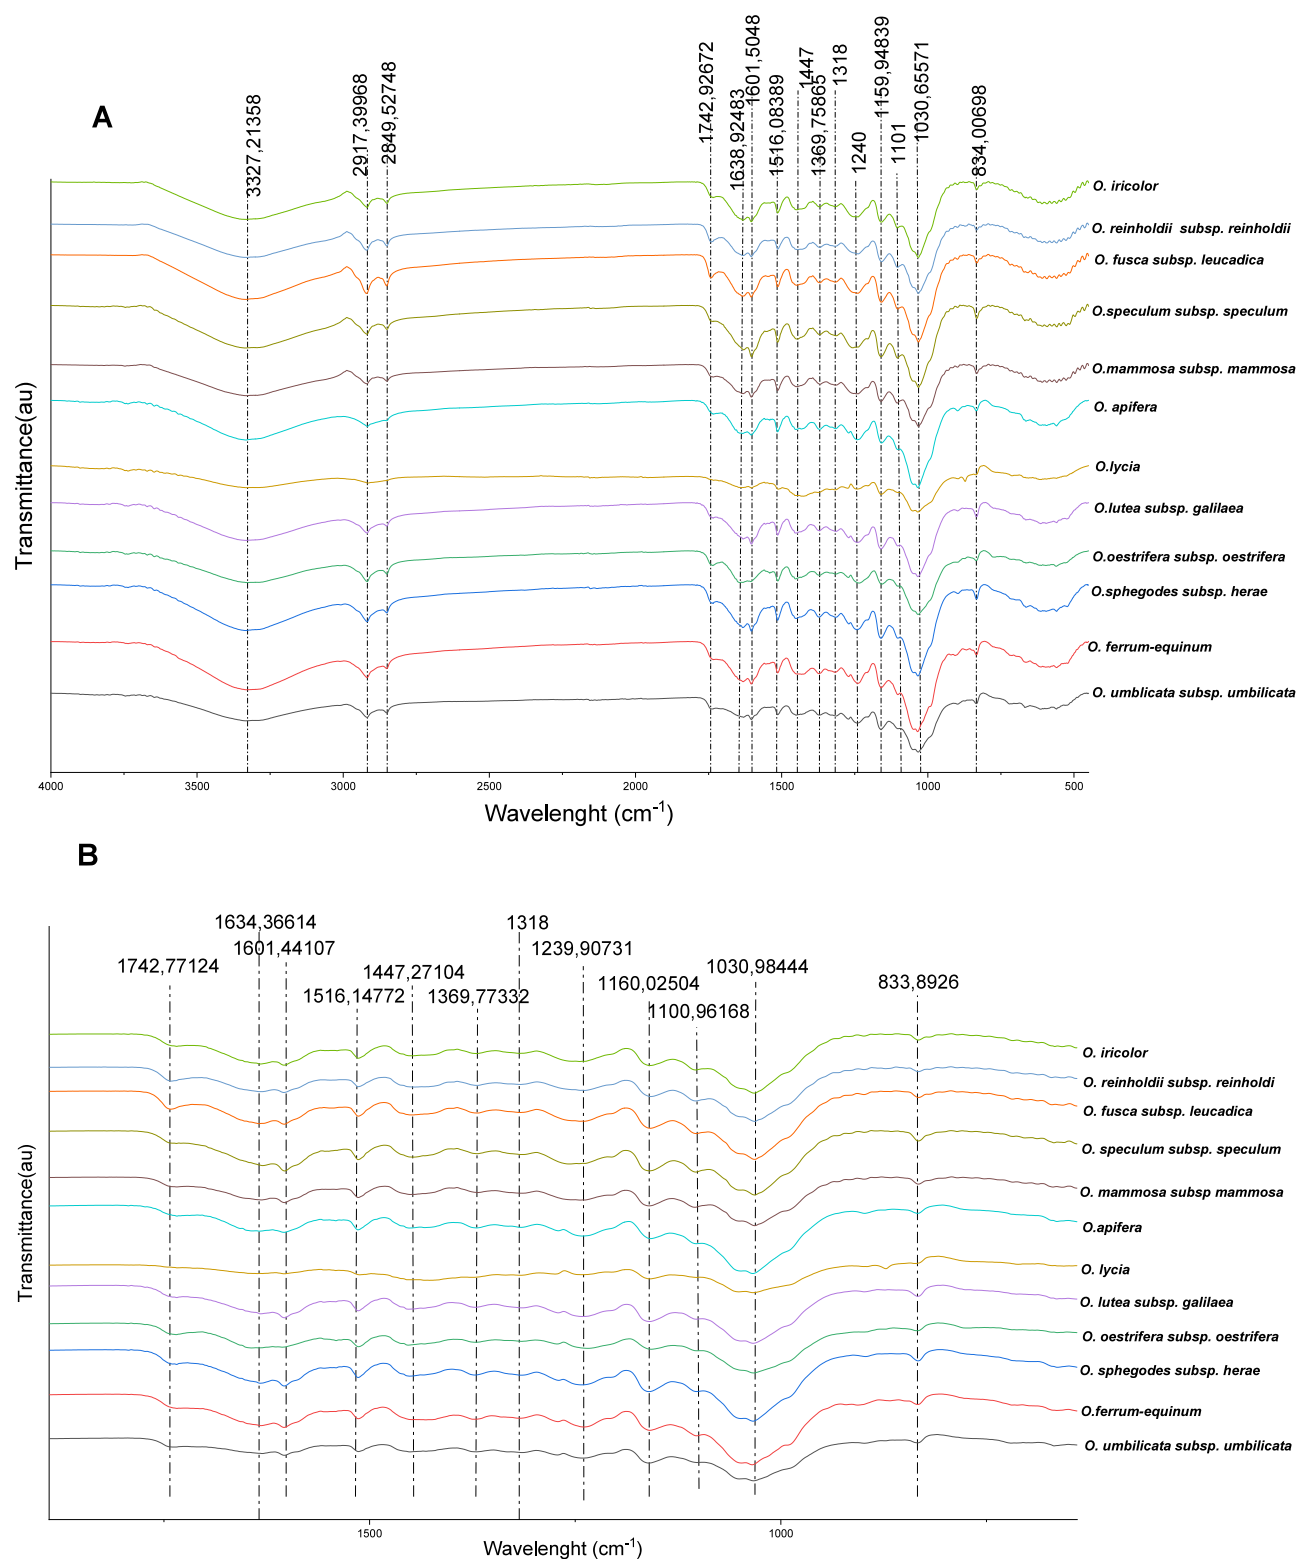 A
3327,21358
2917,39968
2849,52748
1742,92672
1638,92483
1601,5048
1516,08389
1447
1369,75865
1318
1240
1159,94839
1101
1030,65571
834,00698
O. iricolor
O. reinholdii subsp. reinholdii
O. fusca subsp. leucadica
O.speculum subsp. speculum
O.mammosa subsp. mammosa
O. apifera
O.lycia
O.lutea subsp. galilaea
O.oestrifera subsp. oestrifera
O.sphegodes subsp. herae
O. ferrum-equinum
O. umblicata subsp. umbilicata
Transmittance(au)
4000 3500 3000 2500 2000 1500 1000 500
Wavelenght (cm-1)
B
1742,77124
1634,36614
1601,44107
1516,14772
1447,27104
1369,77332
1318
1239,90731
1160,02504
1100,96168
1030,98444
833,8926
O. iricolor
O. reinholdii subsp. reinholdi
O. fusca subsp. leucadica
O. speculum subsp. speculum
O. mammosa subsp mammosa
O.apifera
O. lycia
O. lutea subsp. galilaea
O. oestrifera subsp. oestrifera
O. sphegodes subsp. herae
O.ferrum-equinum
O. umbilicata subsp. umbilicata
Transmittance(au)
1500 1000
Wavelenght (cm-1)